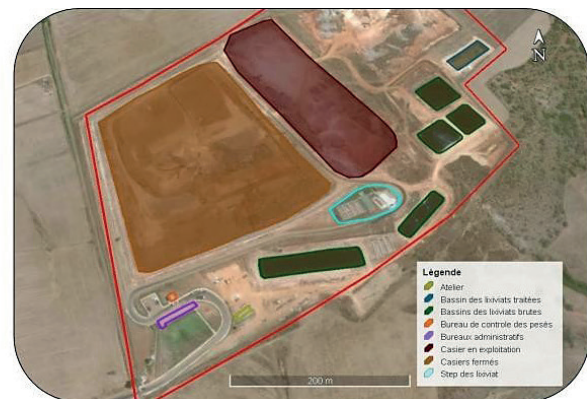 N
Lègende
Atelier
Bassin des lixiviats traitées
Bassins des lixiviats brutes
Bureau de controle des pesés
Bureaux administratifs
Casier en exploitation
Casiers fermés
Step des lixiviat
200 m